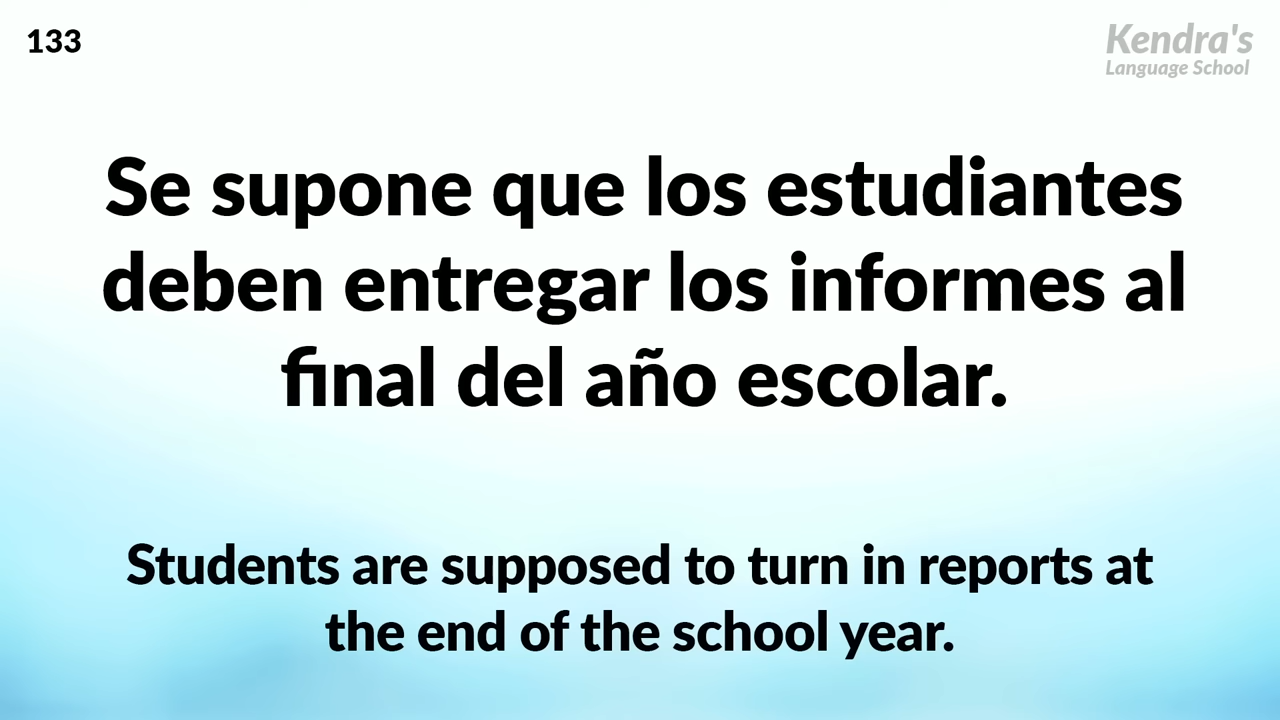 133
Kendra's
Language School
Se supone que los estudiantes
deben entregar los informes al
final del año escolar.
Students are supposed to turn in reports at
the end of the school year.